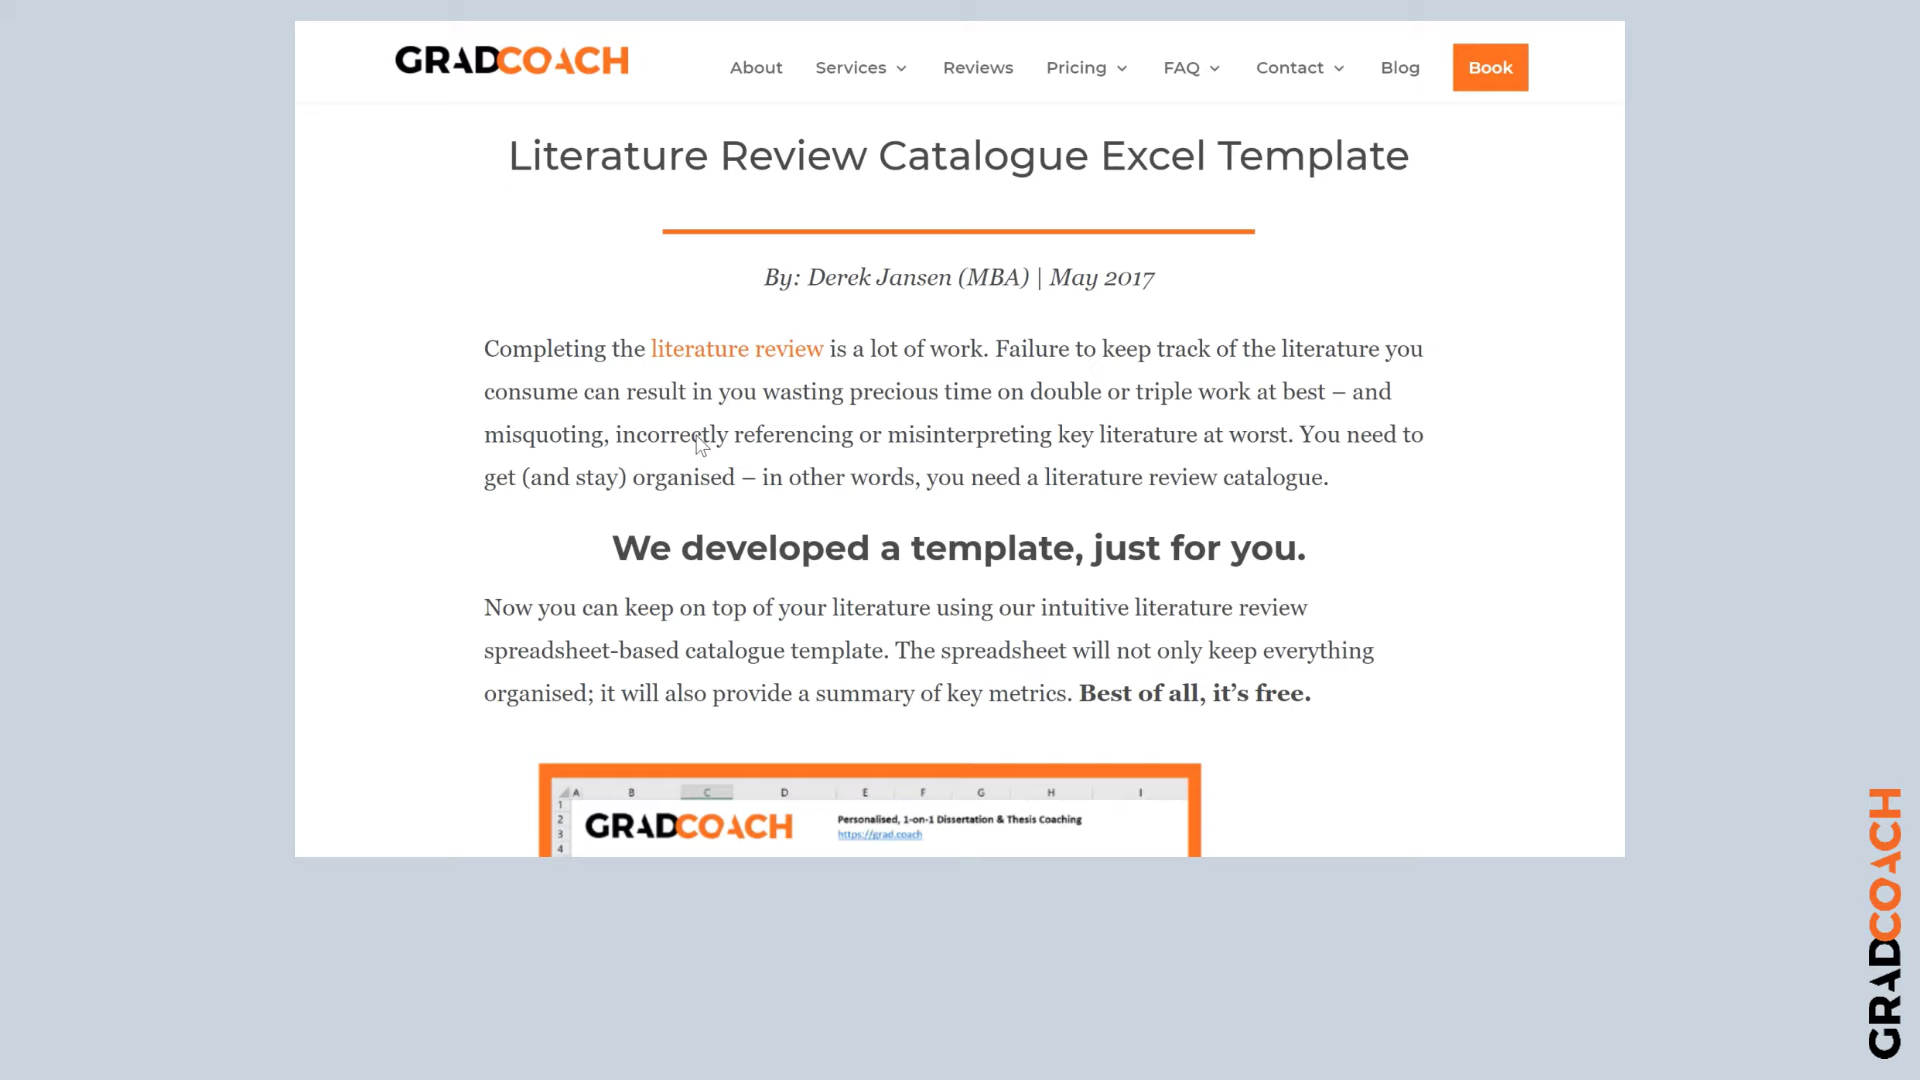 GRADCOACH
About Services Reviews Pricing FAQ Contact Blog Book
Literature Review Catalogue Excel Template
By: Derek Jansen (MBA) | May 2017
Completing the literature review is a lot of work. Failure to keep track of the literature you
consume can result in you wasting precious time on double or triple work at best – and
misquoting, incorrectly referencing or misinterpreting key literature at worst. You need to
get (and stay) organised – in other words, you need a literature review catalogue.
We developed a template, just for you.
Now you can keep on top of your literature using our intuitive literature review
spreadsheet-based catalogue template. The spreadsheet will not only keep everything
organised; it will also provide a summary of key metrics. Best of all, it's free.
A B C D E F G H I
1
2
3
4
GRADCOACH
Personalised, 1-on-1 Dissertation & Thesis Coaching
https://grad.coach
GRADCOACH